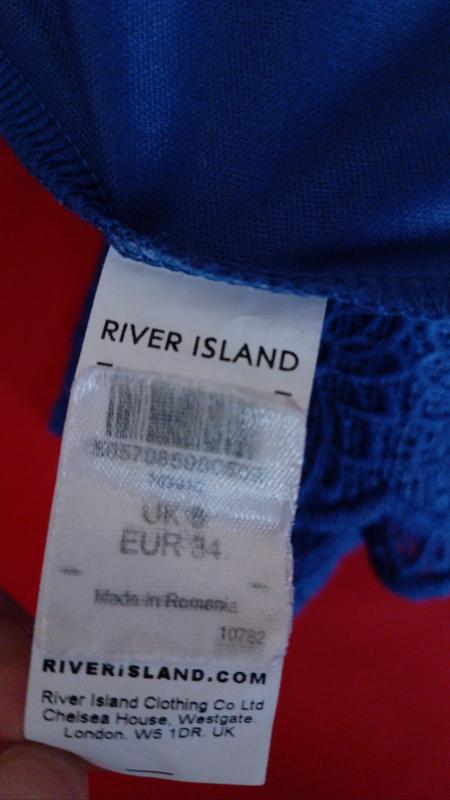 RIVER ISLAND
UK
EUR 34
Made in Romania
10782
RIVERISLAND.COM
River Island Clothing Co Ltd
Chelsea House, Westgate.
London. W5 1DR. UK